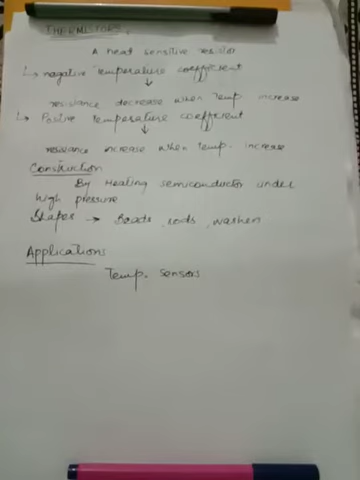 THERMISTORS
A heat sensitive resistor
↳ negative Temperature coefficient
↓
resistance decrease when Temp increase
↳ Positive Temperature coefficient
↓
resistance increase when temp. increase
Construction
By Heating semiconductor under
high pressure
Shapes → Beads, rods, washers
Applications
Temp. Sensors